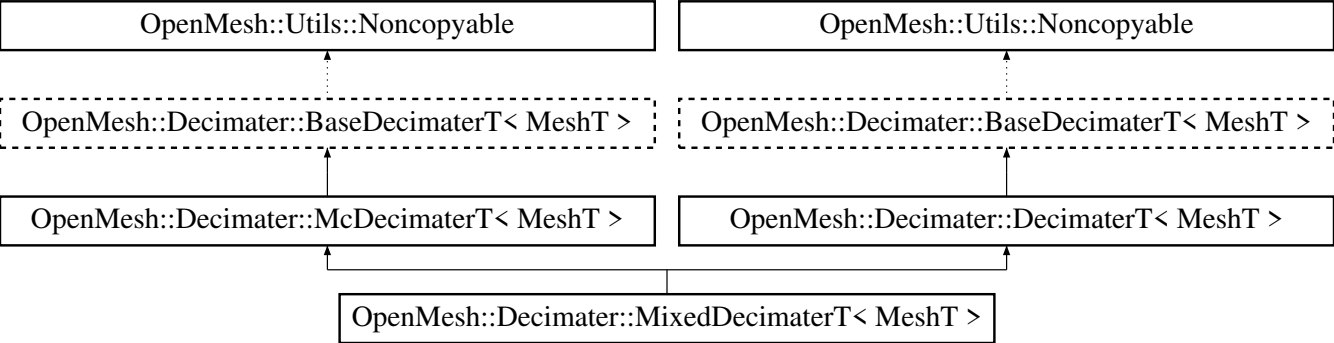 OpenMesh::Utils::Noncopyable
OpenMesh::Utils::Noncopyable
OpenMesh::Decimater::BaseDecimaterT< MeshT >
OpenMesh::Decimater::BaseDecimaterT< MeshT >
OpenMesh::Decimater::McDecimaterT< MeshT >
OpenMesh::Decimater::DecimaterT< MeshT >
OpenMesh::Decimater::MixedDecimaterT< MeshT >